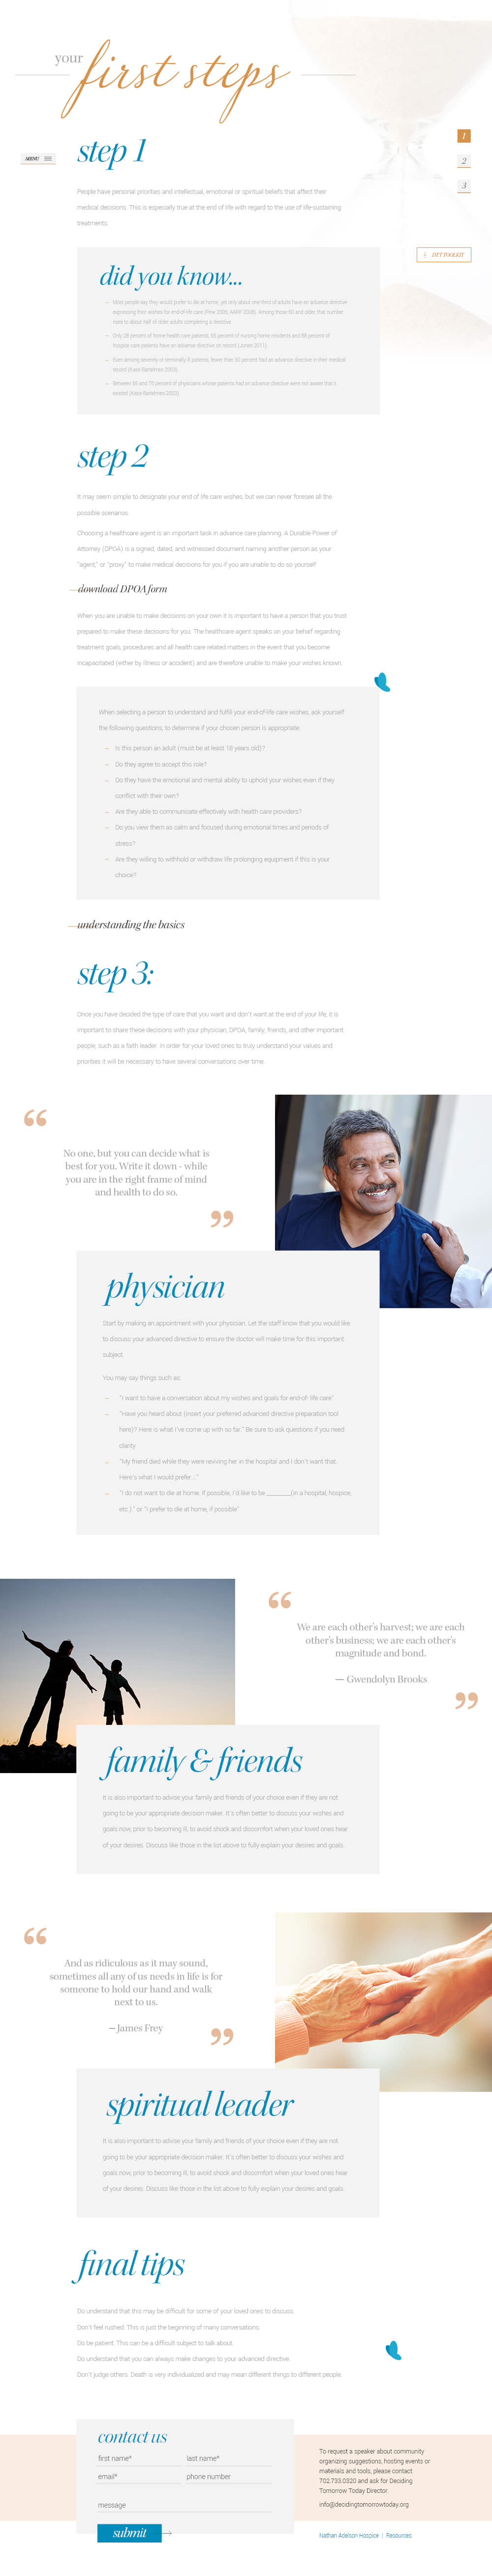 your
first steps
1
step 1
MENU
2
3
People have personal priorities and intellectual, emotional or spiritual beliefs that affect their
medical decisions. This is especially true at the end of life with regard to the use of life-sustaining
treatments.
GET TOOLKIT
did you know...
– Most people say they would prefer to die at home, yet only about one-third of adults have an advance directive
expressing their wishes for end-of-life care (Pew 2006, AARP 2008). Among those 60 and older that number
rises to about half of older adults completing a directive.
– Only 28 percent of home health care patients, 65 percent of nursing home residents and 88 percent of
hospice care patients have an advance directive on record (Jones 2011).
– Even among severely or terminally ill patients, fewer than 50 percent had an advance directive in their medical
record (Kass-Bartelmes 2003).
– Between 65 and 76 percent of physicians whose patients had an advance directive were not aware that it
existed (Kass-Bartelmes 2003).
step 2
It may seem simple to designate your end of life care wishes, but we can never foresee all the
possible scenarios.
Choosing a healthcare agent is an important task in advance care planning. A Durable Power of
Attorney (DPOA) is a signed, dated, and witnessed document naming another person as your
"agent," or "proxy" to make medical decisions for you if you are unable to do so yourself
download DPOA form
When you are unable to make decisions on your own it is important to have a person that you trust
prepared to make these decisions for you. The healthcare agent speaks on your behalf regarding
treatment goals, procedures and all health care related matters in the event that you become
incapacitated (either by illness or accident) and are therefore unable to make your wishes known.
When selecting a person to understand and fulfill your end-of-life care wishes, ask yourself
the following questions, to determine if your chosen person is appropriate:
– Is this person an adult (must be at least 18 years old)?
– Do they agree to accept this role?
– Do they have the emotional and mental ability to uphold your wishes even if they
conflict with their own?
– Are they able to communicate effectively with health care providers?
– Do you view them as calm and focused during emotional times and periods of
stress?
– Are they willing to withhold or withdraw life prolonging equipment if this is your
choice?
understanding the basics
step 3:
Once you have decided the type of care that you want and don't want at the end of your life, it is
important to share these decisions with your physician, DPOA, family, friends, and other important
people, such as a faith leader. In order for your loved ones to truly understand your values and
priorities it will be necessary to have several conversations over time.
“
No one, but you can decide what is
best for you. Write it down - while
you are in the right frame of mind
and health to do so.
”
physician
Start by making an appointment with your physician. Let the staff know that you would like
to discuss your advanced directive to ensure the doctor will make time for this important
subject.
You may say things such as:
– "I want to have a conversation about my wishes and goals for end-of- life care"
– "Have you heard about (insert your preferred advanced directive preparation tool
here)? Here is what I've come up with so far." Be sure to ask questions if you need
clarity
– "My friend died while they were reviving her in the hospital and I don't want that.
Here's what I would prefer..."
– "I do not want to die at home. If possible, I'd like to be _______(in a hospital, hospice,
etc.)." or "I prefer to die at home, if possible"
“
We are each other's harvest; we are each
other's business; we are each other's
magnitude and bond.
— Gwendolyn Brooks
”
family & friends
It is also important to advise your family and friends of your choice even if they are not
going to be your appropriate decision maker. It's often better to discuss your wishes and
goals now, prior to becoming ill, to avoid shock and discomfort when your loved ones hear
of your desires. Discuss like those in the list above to fully explain your desires and goals.
“
And as ridiculous as it may sound,
sometimes all any of us needs in life is for
someone to hold our hand and walk
next to us.
— James Frey
”
spiritual leader
It is also important to advise your family and friends of your choice even if they are not
going to be your appropriate decision maker. It's often better to discuss your wishes and
goals now, prior to becoming ill, to avoid shock and discomfort when your loved ones hear
of your desires. Discuss like those in the list above to fully explain your desires and goals.
final tips
Do understand that this may be difficult for some of your loved ones to discuss.
Don't feel rushed. This is just the beginning of many conversations.
Do be patient. This can be a difficult subject to talk about.
Do understand that you can always make changes to your advanced directive.
Don't judge others. Death is very individualized and may mean different things to different people.
contact us
first name*
last name*
email*
phone number
message
submit
To request a speaker about community
organizing suggestions, hosting events or
materials and tools, please contact
702.733.0320 and ask for Deciding
Tomorrow Today Director.
info@decidingtomorrowtoday.org
Nathan Adelson Hospice | Resources